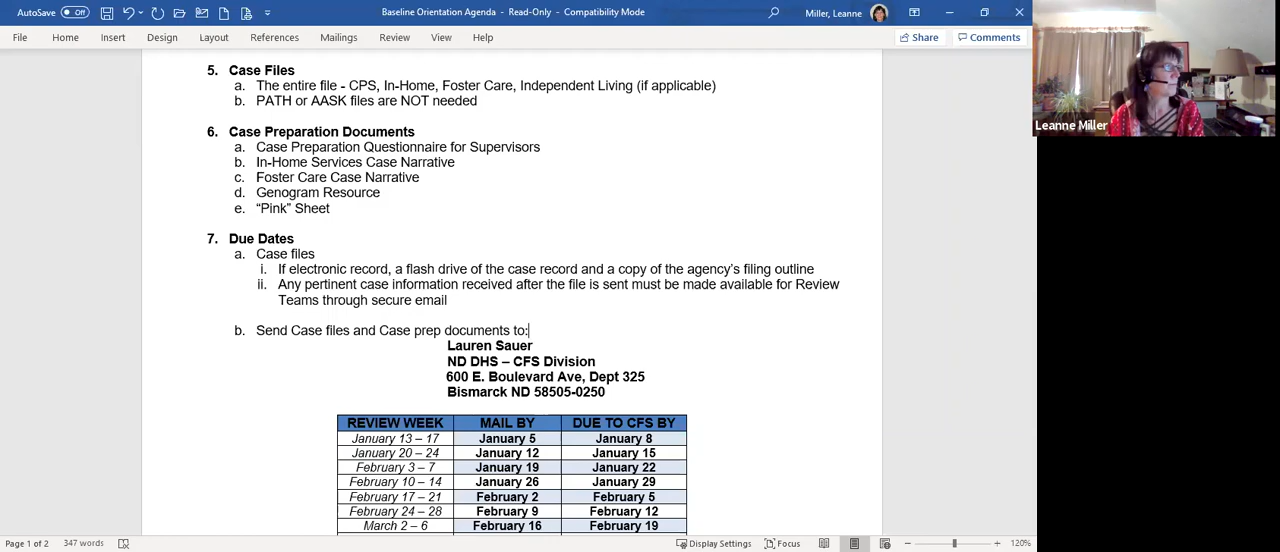 AutoSave Off Baseline Orientation Agenda - Read-Only - Compatibility Mode Miller, Leanne
File Home Insert Design Layout References Mailings Review View Help Share Comments
5. Case Files
a. The entire file - CPS, In-Home, Foster Care, Independent Living (if applicable)
b. PATH or AASK files are NOT needed
6. Case Preparation Documents
a. Case Preparation Questionnaire for Supervisors
b. In-Home Services Case Narrative
c. Foster Care Case Narrative
d. Genogram Resource
e. “Pink” Sheet
7. Due Dates
a. Case files
i. If electronic record, a flash drive of the case record and a copy of the agency’s filing outline
ii. Any pertinent case information received after the file is sent must be made available for Review
Teams through secure email
b. Send Case files and Case prep documents to:
Lauren Sauer
ND DHS – CFS Division
600 E. Boulevard Ave, Dept 325
Bismarck ND 58505-0250
REVIEW WEEK MAIL BY DUE TO CFS BY
January 13 – 17 January 5 January 8
January 20 – 24 January 12 January 15
February 3 – 7 January 19 January 22
February 10 – 14 January 26 January 29
February 17 – 21 February 2 February 5
February 24 – 28 February 9 February 12
March 2 – 6 February 16 February 19
Page 1 of 2 347 words Display Settings Focus 120%
Leanne Miller